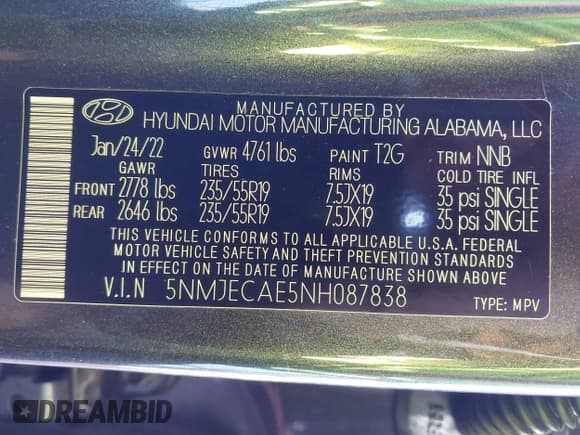 MANUFACTURED BY
HYUNDAI MOTOR MANUFACTURING ALABAMA, LLC
Jan/24/22 GVWR 4761 lbs PAINT T2G TRIM NNB
GAWR TIRES RIMS COLD TIRE INFL
FRONT 2778 lbs 235/55R19 7.5JX19 35 psi SINGLE
REAR 2646 lbs 235/55R19 7.5JX19 35 psi SINGLE
THIS VEHICLE CONFORMS TO ALL APPLICABLE U.S.A. FEDERAL
MOTOR VEHICLE SAFETY AND THEFT PREVENTION STANDARDS
IN EFFECT ON THE DATE OF MANUFACTURE SHOWN ABOVE.
V.I.N 5NMJECAE5NH087838 TYPE: MPV
DREAMBID